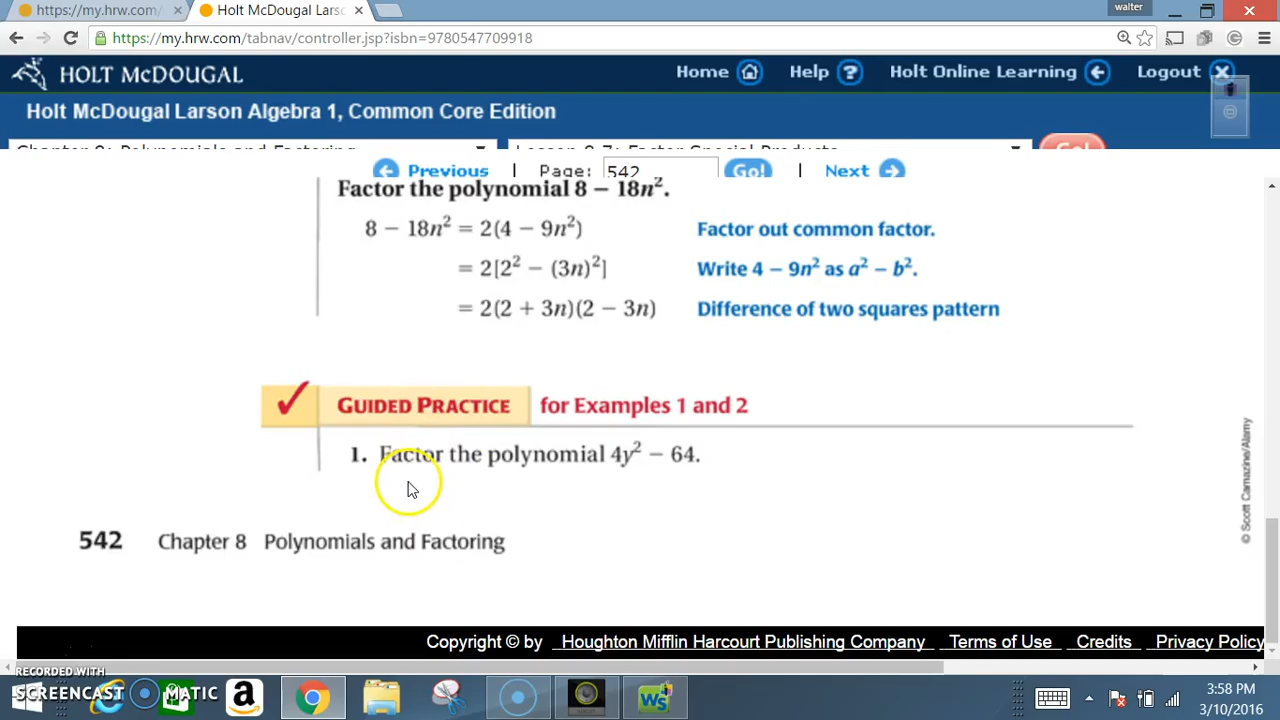 https://my.hrw.com/ ×
Holt McDougal Larso ×
walter
https://my.hrw.com/tabnav/controller.jsp?isbn=9780547709918
HOLT McDOUGAL
Home Help ? Holt Online Learning Logout
Holt McDougal Larson Algebra 1, Common Core Edition
Previous | Page: 542 Go! | Next
Factor the polynomial 8 − 18n².
8 − 18n² = 2(4 − 9n²) Factor out common factor.
= 2[2² − (3n)²] Write 4 − 9n² as a² − b².
= 2(2 + 3n)(2 − 3n) Difference of two squares pattern
GUIDED PRACTICE for Examples 1 and 2
1. Factor the polynomial 4y² − 64.
© Scott Camazine/Alamy
542 Chapter 8 Polynomials and Factoring
Copyright © by Houghton Mifflin Harcourt Publishing Company Terms of Use Credits Privacy Policy
RECORDED WITH
SCREENCAST MATIC
3:58 PM
3/10/2016